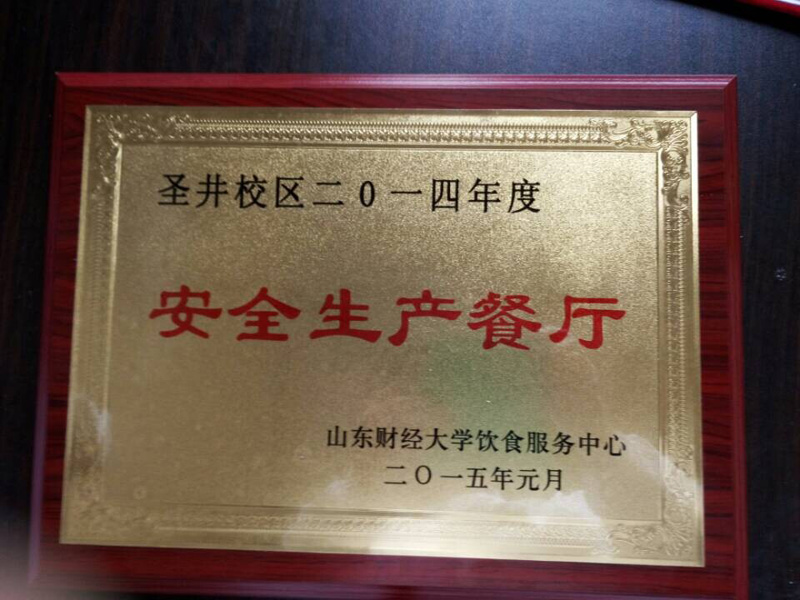 圣井校区二0一四年度
安全生产餐厅
山东财经大学饮食服务中心
二〇一五年元月